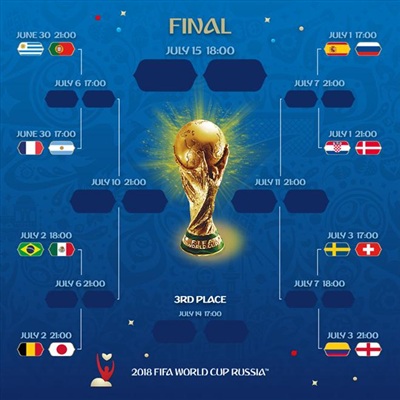 FINAL
JULY 15 18:00
JUNE 30 21:00
JULY 1 17:00
JULY 6 17:00
JULY 7 21:00
JUNE 30 17:00
JULY 1 21:00
JULY 10 21:00
JULY 11 21:00
JULY 2 18:00
JULY 3 17:00
JULY 6 21:00
JULY 7 18:00
3RD PLACE
JULY 14 17:00
JULY 2 21:00
JULY 3 21:00
2018 FIFA WORLD CUP RUSSIA™